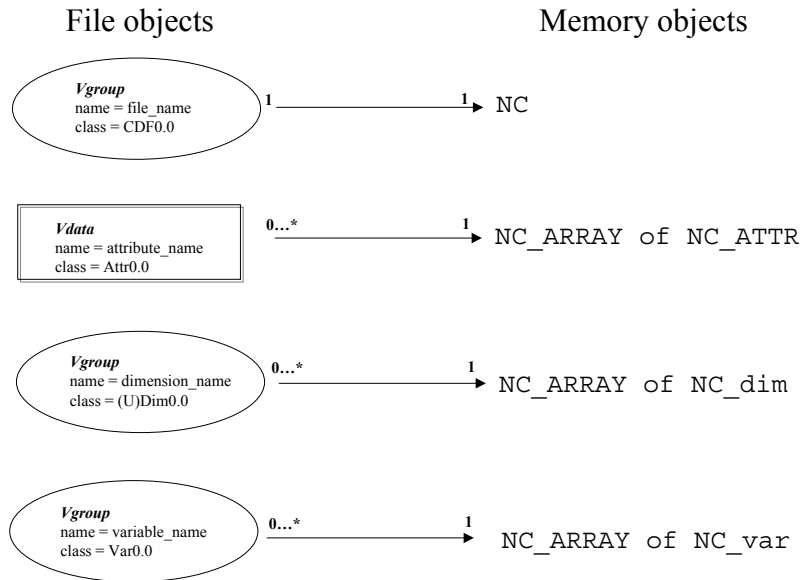 File objects
Memory objects
Vgroup
name = file_name
class = CDF0.0
1
1
NC
Vdata
name = attribute_name
class = Attr0.0
0...*
1
NC_ARRAY of NC_ATTR
Vgroup
name = dimension_name
class = (U)Dim0.0
0...*
1
NC_ARRAY of NC_dim
Vgroup
name = variable_name
class = Var0.0
0...*
1
NC_ARRAY of NC_var